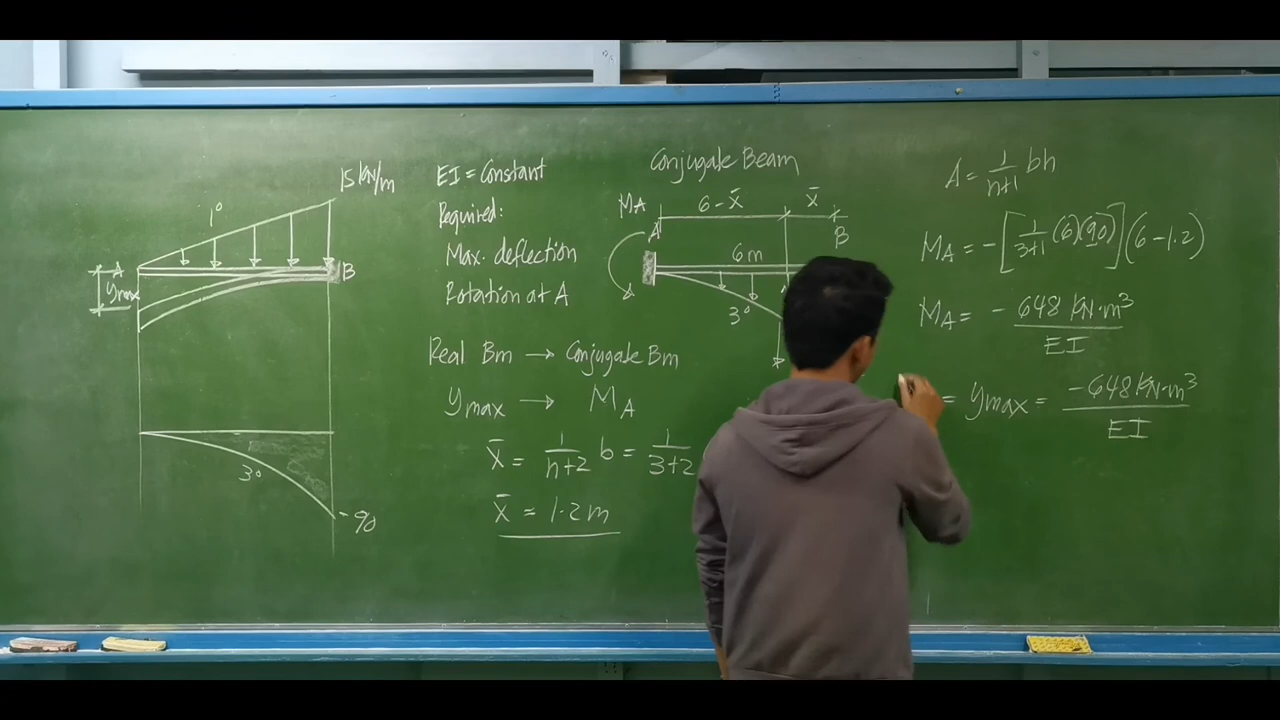 15 KN/m
1°
A
B
ymax
3°
-90
EI = Constant
Required:
Max. deflection
Rotation at A
Real Bm → Conjugate Bm
ymax → MA
x̄ = 1/(n+2) b = 1/(3+2)
x̄ = 1.2m
Conjugate Beam
MA
6-x̄
x̄
A
B
6m
3°
A = 1/(n+1) bh
MA = -[1/(3+1) (6)(90)](6-1.2)
MA = - 648 KN·m³/EI
= ymax = -648 KN·m³/EI